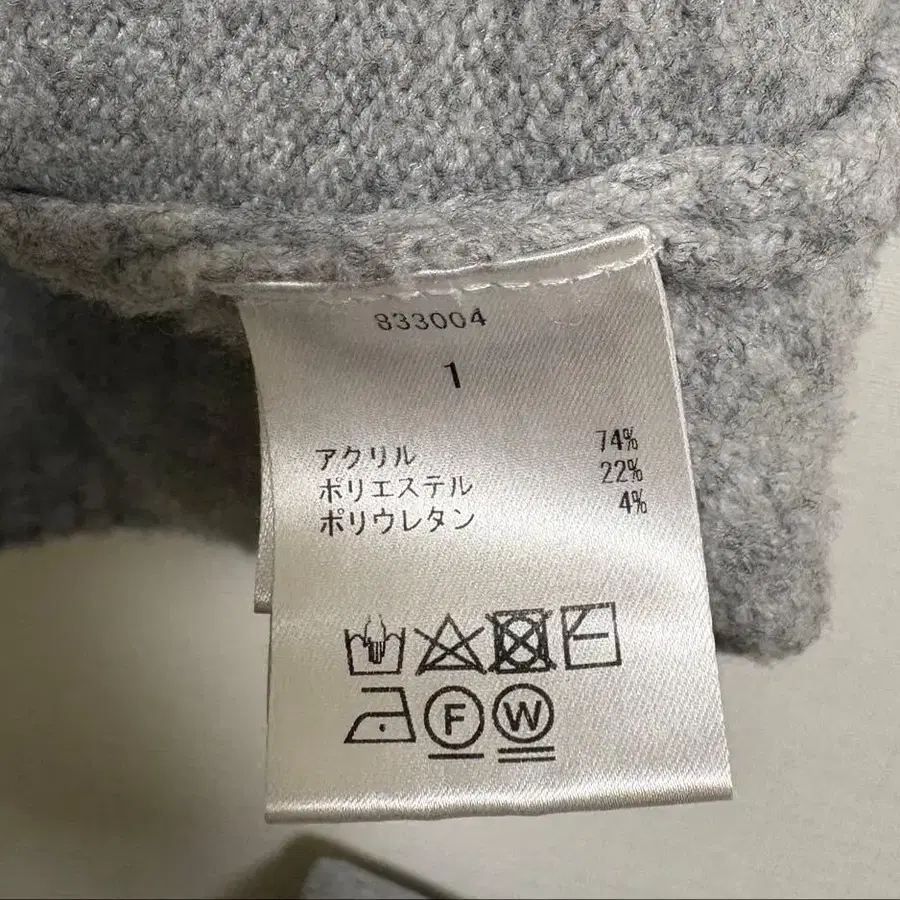 833004
1
アクリル 74%
ポリエステル 22%
ポリウレタン 4%
F W